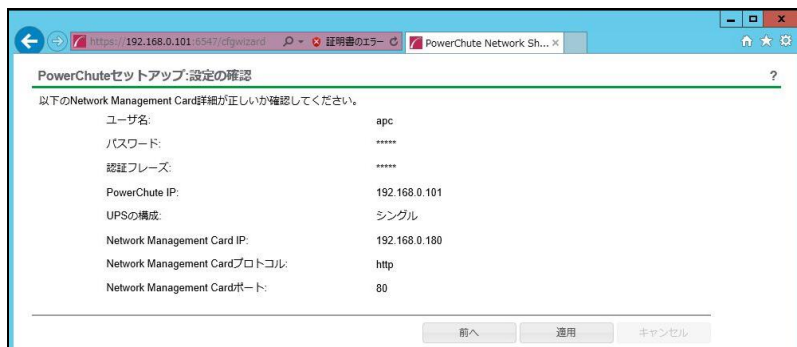 https://192.168.0.101:6547/cfgwizard
証明書のエラー
PowerChute Network Sh...
PowerChuteセットアップ:設定の確認
?
以下のNetwork Management Card詳細が正しいか確認してください。
ユーザ名: apc
パスワード: *****
認証フレーズ: *****
PowerChute IP: 192.168.0.101
UPSの構成: シングル
Network Management Card IP: 192.168.0.180
Network Management Cardプロトコル: http
Network Management Cardポート: 80
前へ 適用 キャンセル